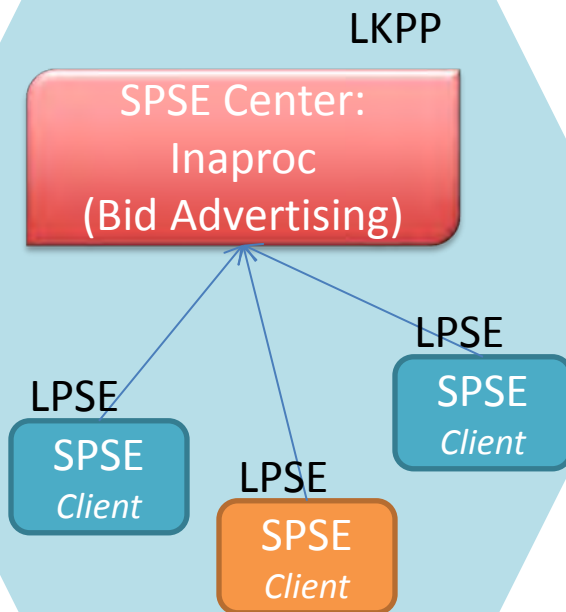 LKPP
SPSE Center:
Inaproc
(Bid Advertising)
LPSE
SPSE
Client
LPSE
SPSE
Client
LPSE
SPSE
Client